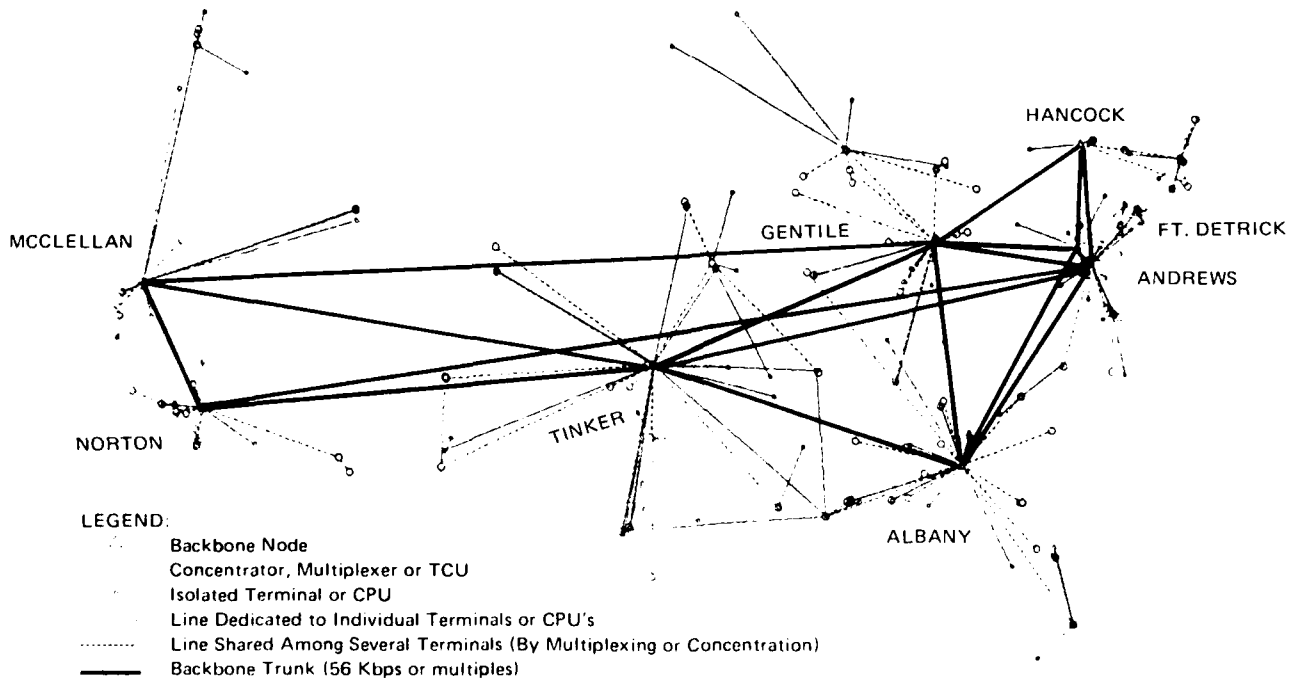 HANCOCK
MCCLELLAN
GENTILE
FT. DETRICK
ANDREWS
NORTON
TINKER
ALBANY
LEGEND:
Backbone Node
Concentrator, Multiplexer or TCU
Isolated Terminal or CPU
Line Dedicated to Individual Terminals or CPU's
Line Shared Among Several Terminals (By Multiplexing or Concentration)
Backbone Trunk (56 Kbps or multiples)